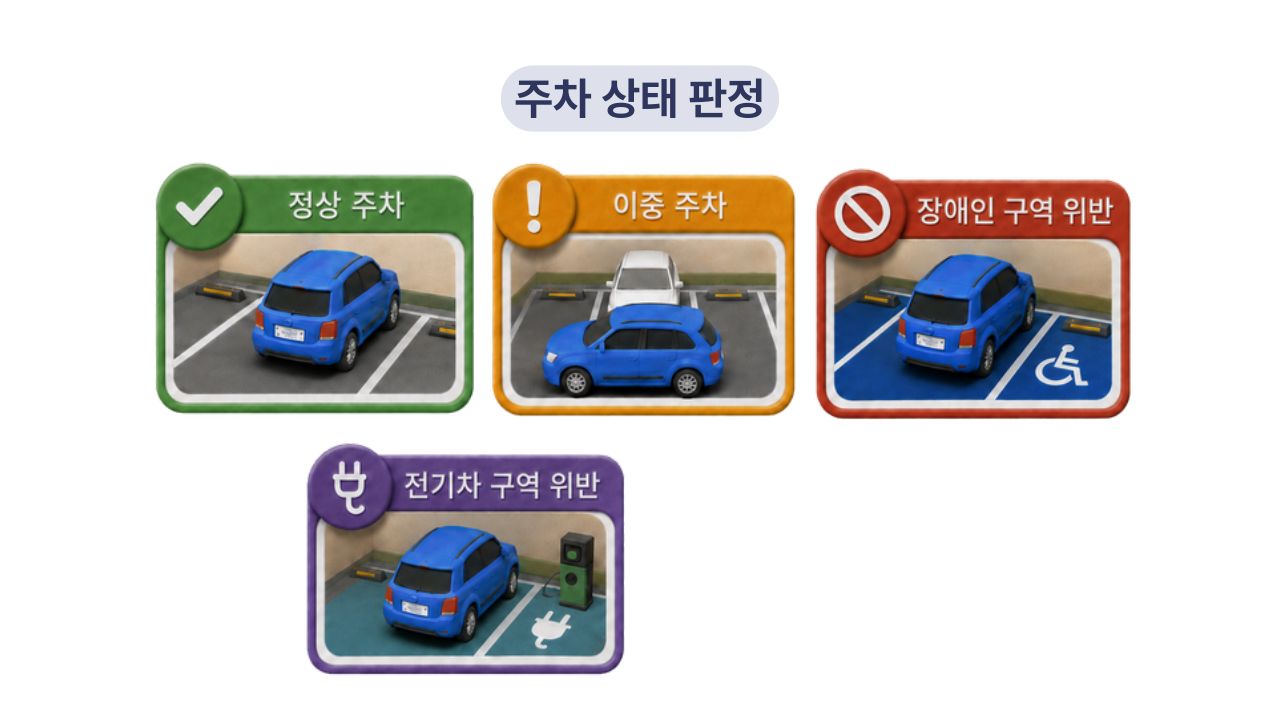 주차 상태 판정
정상 주차
이중 주차
장애인 구역 위반
전기차 구역 위반